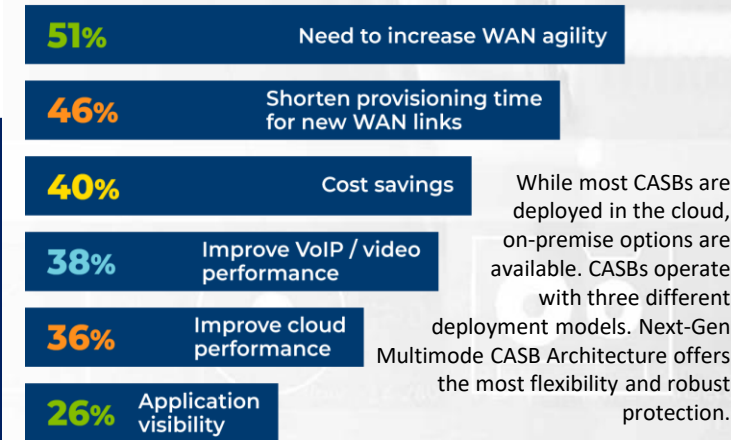 51% Need to increase WAN agility
46% Shorten provisioning time
for new WAN links
40% Cost savings
38% Improve VoIP / video
performance
36% Improve cloud
performance
26% Application
visibility
While most CASBs are
deployed in the cloud,
on-premise options are
available. CASBs operate
with three different
deployment models. Next-Gen
Multimode CASB Architecture offers
the most flexibility and robust
protection.